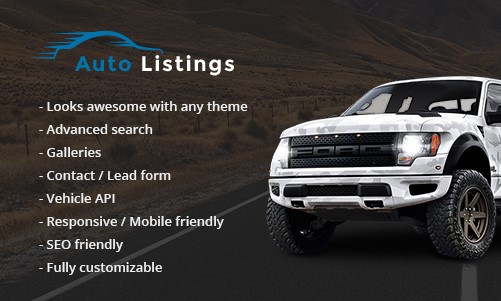 Auto Listings
- Looks awesome with any theme
- Advanced search
- Galleries
- Contact / Lead form
- Vehicle API
- Responsive / Mobile friendly
- SEO friendly
- Fully customizable
FORD